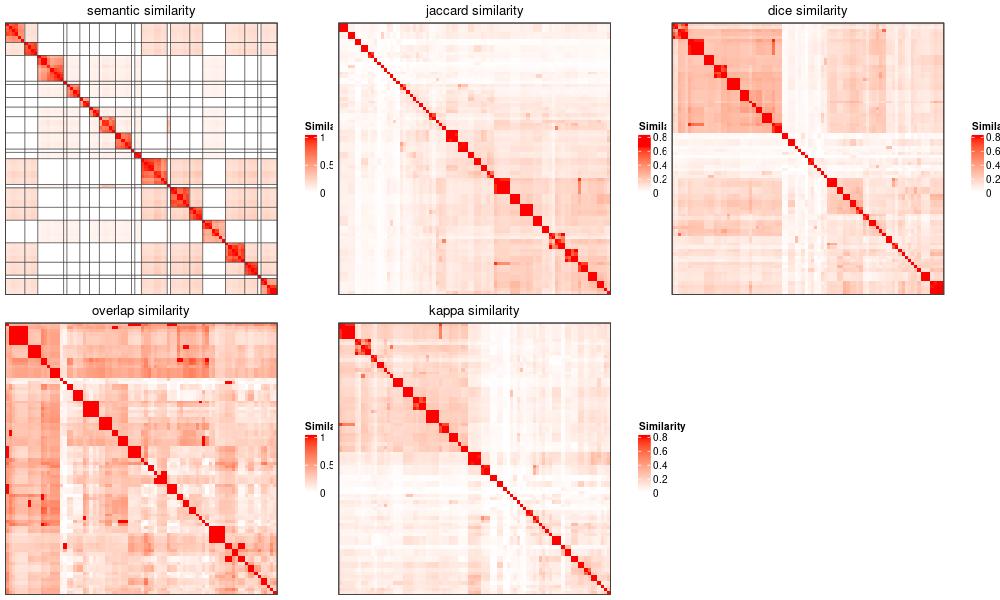 semantic similarity
jaccard similarity
dice similarity
Simila
1
0.5
0
Simila
0.8
0.6
0.4
0.2
0
Simila
0.8
0.6
0.4
0.2
0
overlap similarity
kappa similarity
Simila
1
0.5
0
Similarity
0.8
0.6
0.4
0.2
0